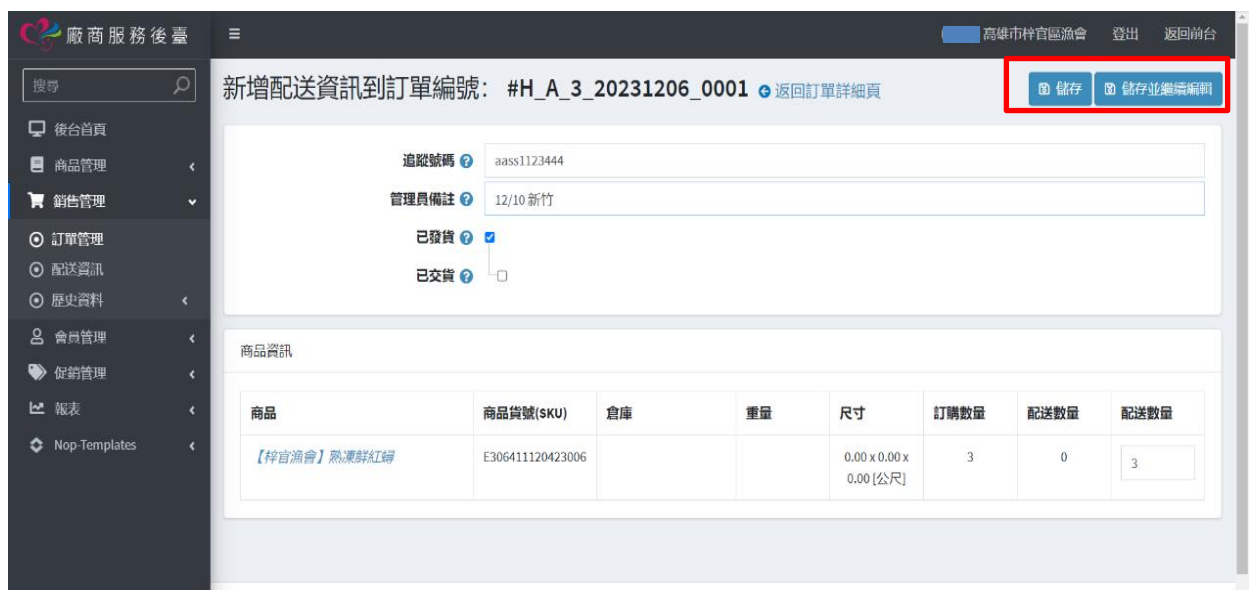 廠商服務後臺
高雄市梓官區漁會 登出 返回前台
搜尋
新增配送資訊到訂單編號: #H_A_3_20231206_0001 返回訂單詳細頁
儲存 儲存並繼續編輯
後台首頁
商品管理
銷售管理
訂單管理
配送資訊
歷史資料
會員管理
促銷管理
報表
Nop-Templates
追蹤號碼 aass1123444
管理員備註 12/10 新竹
已發貨
已交貨
商品資訊
商品 商品貨號(SKU) 倉庫 重量 尺寸 訂購數量 配送數量 配送數量
【梓官漁會】熟凍鮮紅蟳 E306411120423006 0.00 x 0.00 x 3 0 3
0.00 [公尺]